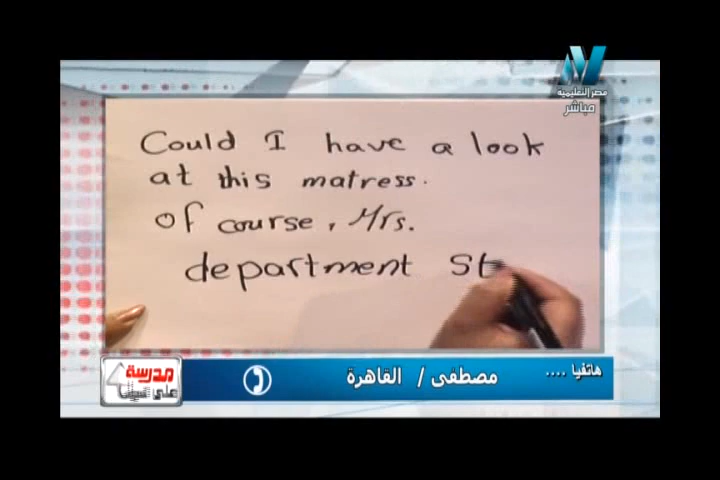 مصر التعليمية
مباشر
Could I have a look
at this matress.
of course, Mrs.
department St
هاتفيا ....
مصطفى / القاهرة
مدرسة
على الهواء